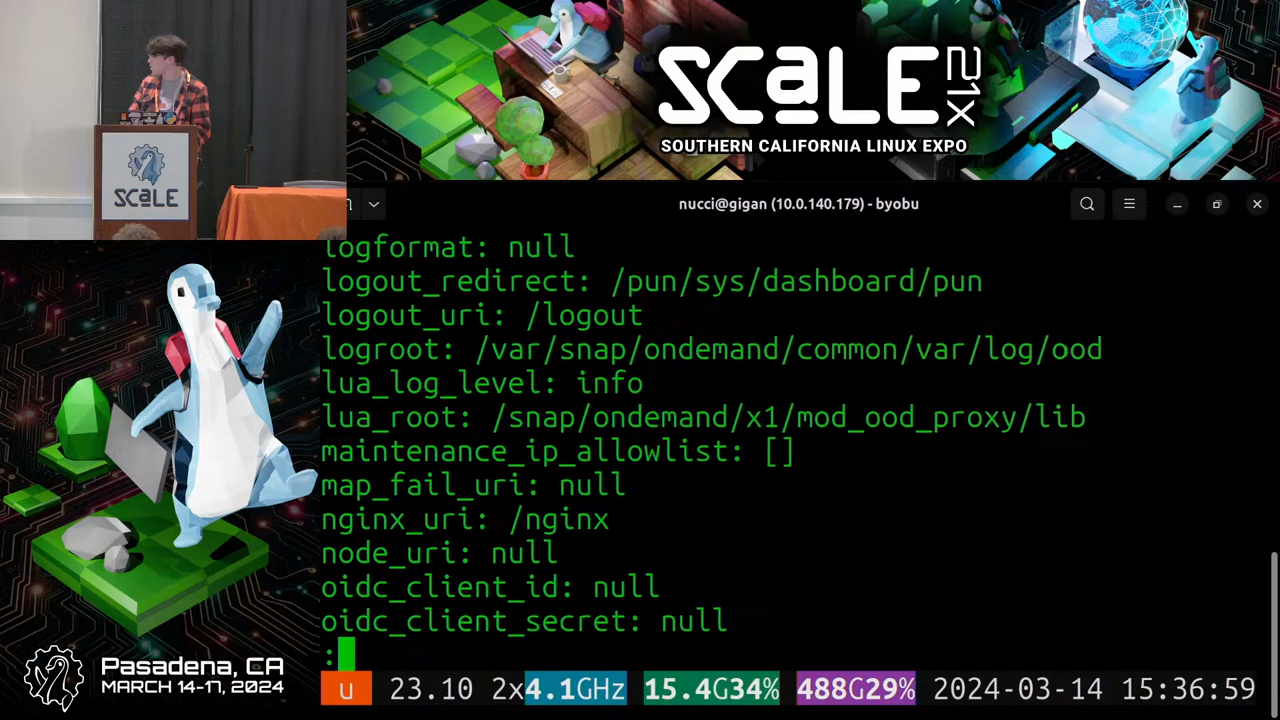 SCALE 21X
SOUTHERN CALIFORNIA LINUX EXPO
SCALE
nucci@gigan (10.0.140.179) - byobu
logformat: null
logout_redirect: /pun/sys/dashboard/pun
logout_uri: /logout
logroot: /var/snap/ondemand/common/var/log/ood
lua_log_level: info
lua_root: /snap/ondemand/x1/mod_ood_proxy/lib
maintenance_ip_allowlist: []
map_fail_uri: null
nginx_uri: /nginx
node_uri: null
oidc_client_id: null
oidc_client_secret: null
:
u 23.10 2x4.1GHz 15.4G34% 488G29% 2024-03-14 15:36:59
Pasadena, CA
MARCH 14-17, 2024